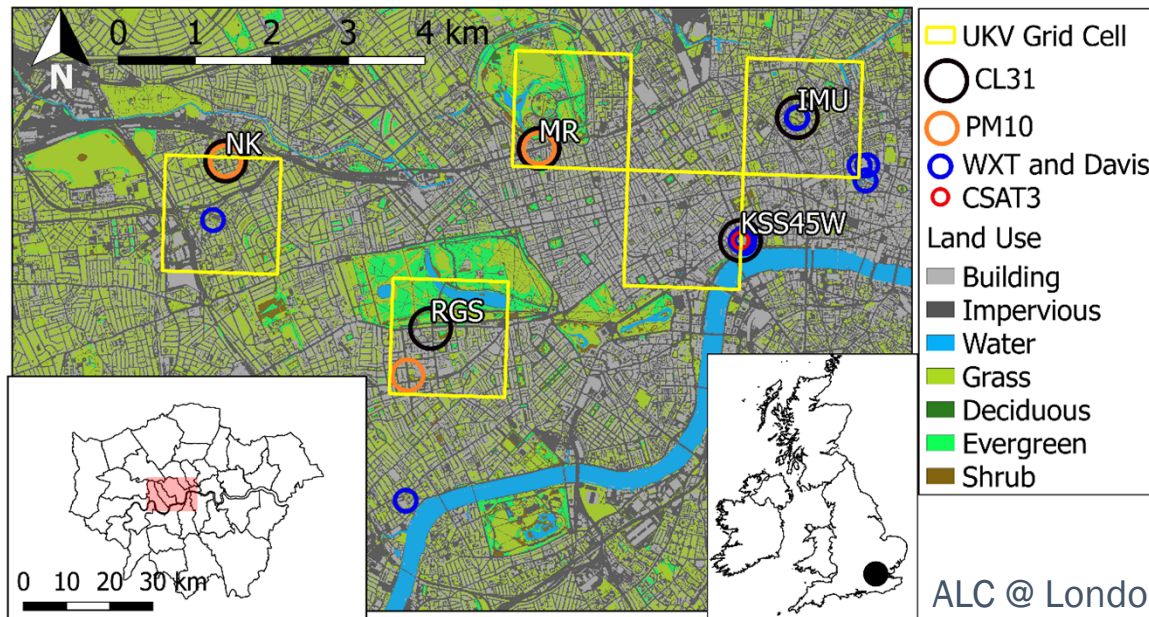 0 1 2 3 4 km
N
NK
MR
IMU
KSS45W
RGS
0 10 20 30 km
UKV Grid Cell
CL31
PM10
WXT and Davis
CSAT3
Land Use
Building
Impervious
Water
Grass
Deciduous
Evergreen
Shrub
ALC @ Londo